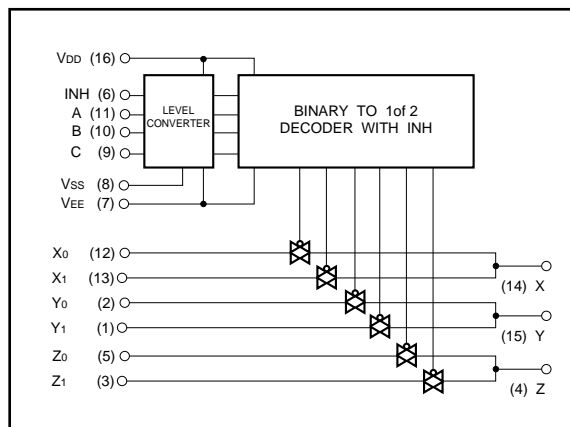 VDD (16)
INH (6)
A (11)
B (10)
C (9)
VSS (8)
VEE (7)
LEVEL
CONVERTER
BINARY TO 1of 2
DECODER WITH INH
X0 (12)
X1 (13)
Y0 (2)
Y1 (1)
Z0 (5)
Z1 (3)
(14) X
(15) Y
(4) Z